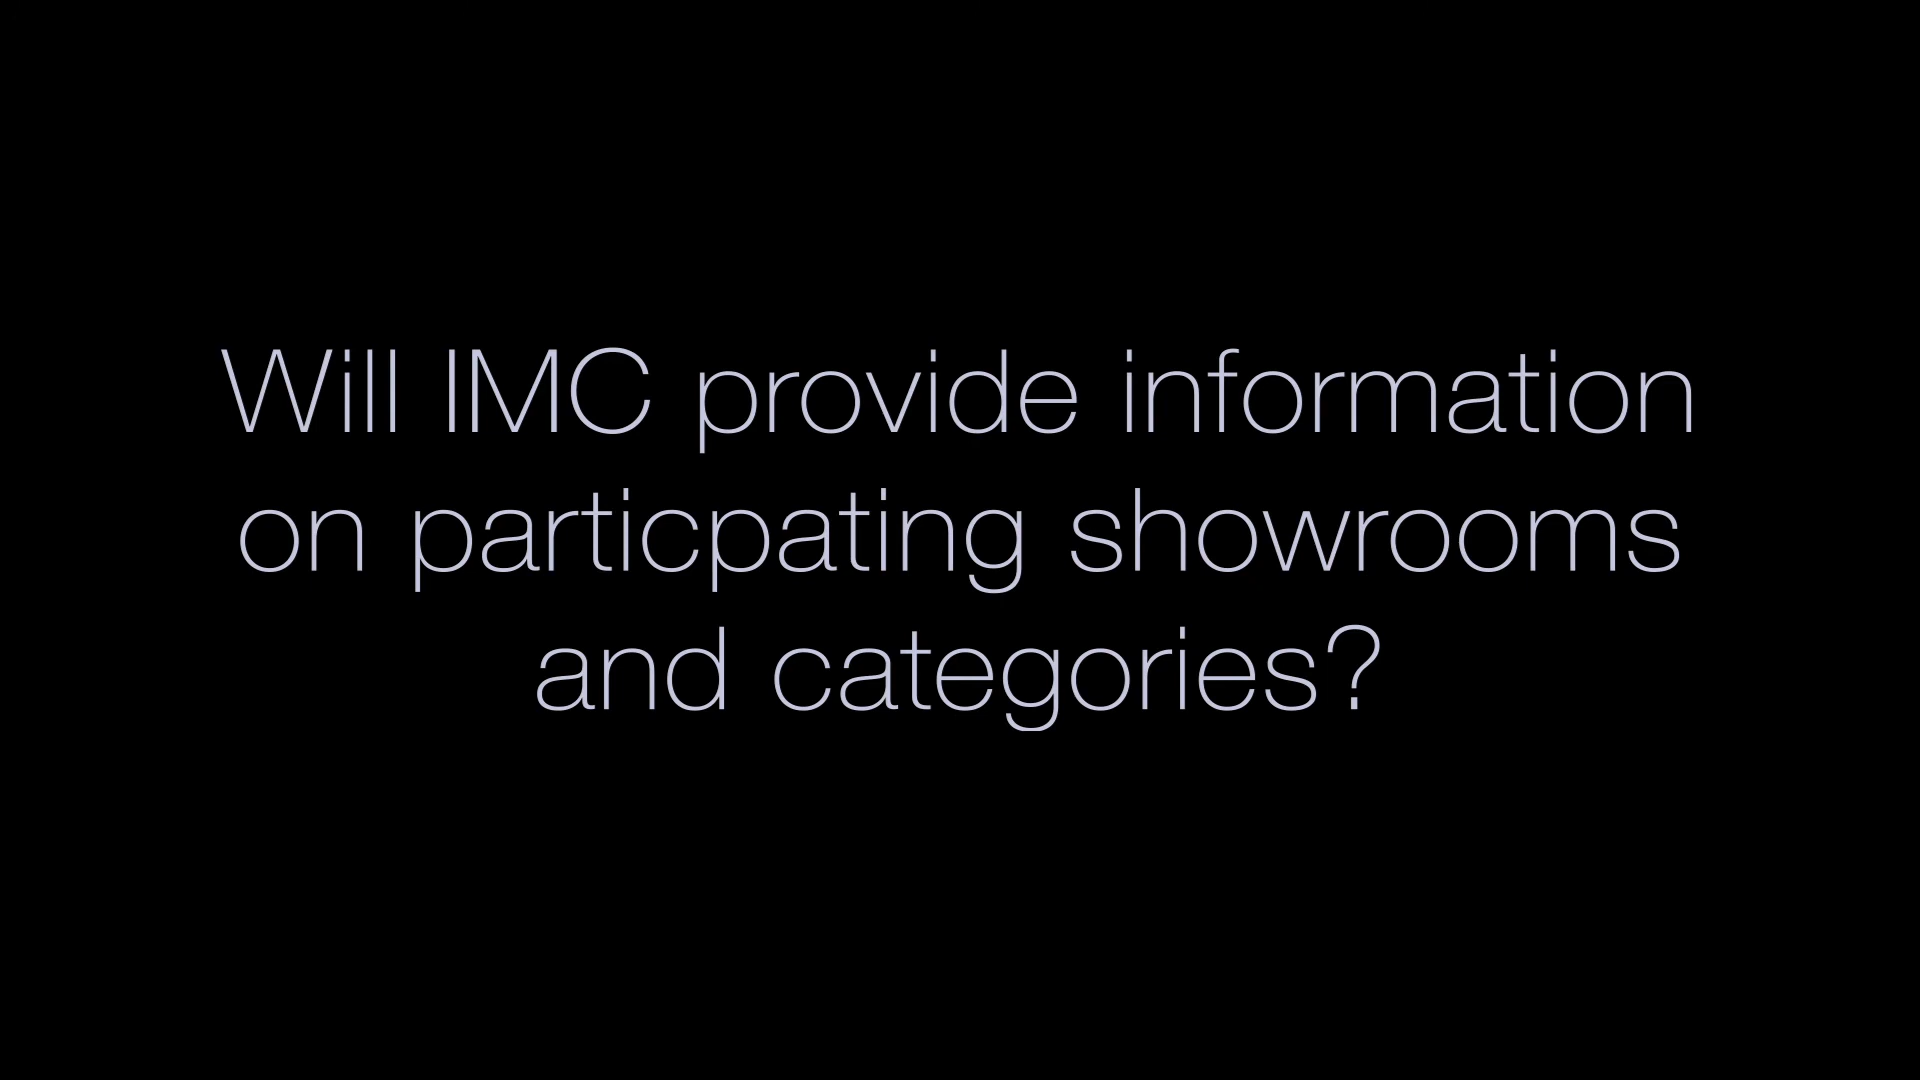 Will IMC provide information
on particpating showrooms
and categories?